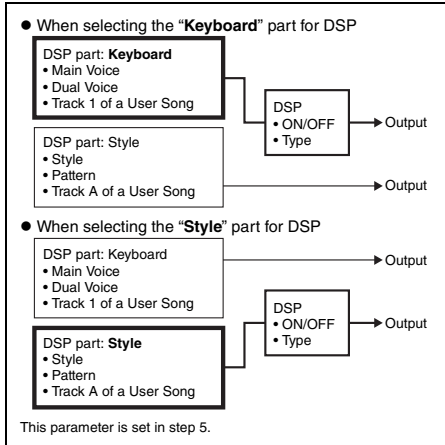 ● When selecting the “Keyboard” part for DSP
DSP part: Keyboard
• Main Voice
• Dual Voice
• Track 1 of a User Song
DSP
• ON/OFF
• Type
Output
DSP part: Style
• Style
• Pattern
• Track A of a User Song
Output
● When selecting the “Style” part for DSP
DSP part: Keyboard
• Main Voice
• Dual Voice
• Track 1 of a User Song
Output
DSP
• ON/OFF
• Type
Output
DSP part: Style
• Style
• Pattern
• Track A of a User Song
This parameter is set in step 5.